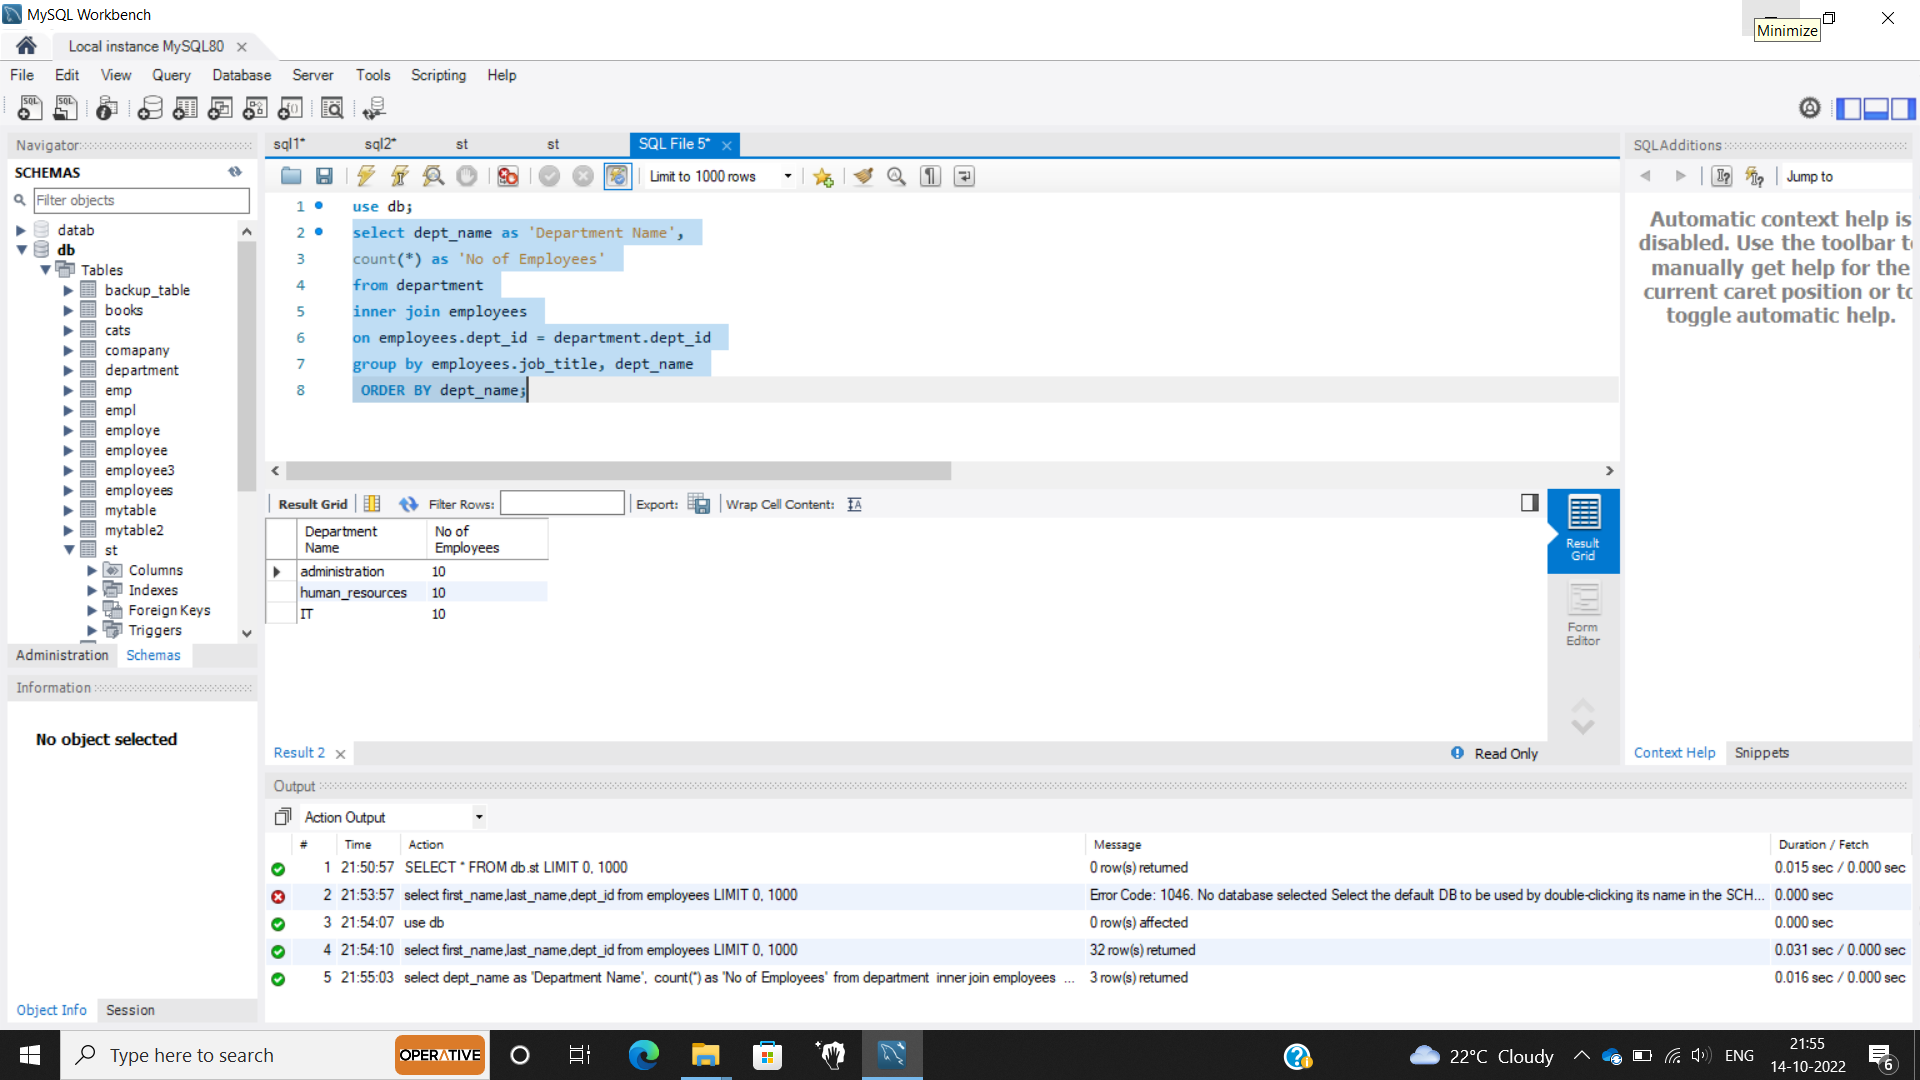 MySQL Workbench
Minimize
Local instance MySQL80
File Edit View Query Database Server Tools Scripting Help
Navigator
SCHEMAS
Filter objects
datab
db
Tables
backup_table
books
cats
comapany
department
emp
empl
employe
employee
employee3
employees
mytable
mytable2
st
Columns
Indexes
Foreign Keys
Triggers
Administration Schemas
Information
No object selected
Object Info Session
sql1* sql2* st st SQL File 5*
Limit to 1000 rows
1 use db;
2 select dept_name as 'Department Name',
3 count(*) as 'No of Employees'
4 from department
5 inner join employees
6 on employees.dept_id = department.dept_id
7 group by employees.job_title, dept_name
8 ORDER BY dept_name;
Result Grid Filter Rows: Export: Wrap Cell Content:
Department Name No of Employees
administration 10
human_resources 10
IT 10
Result Grid
Form Editor
Result 2
Read Only
SQLAdditions
Jump to
Automatic context help is
disabled. Use the toolbar t
manually get help for the
current caret position or to
toggle automatic help.
Context Help Snippets
Output
Action Output
# Time Action Message Duration / Fetch
1 21:50:57 SELECT * FROM db.st LIMIT 0, 1000 0 row(s) returned 0.015 sec / 0.000 sec
2 21:53:57 select first_name,last_name,dept_id from employees LIMIT 0, 1000 Error Code: 1046. No database selected Select the default DB to be used by double-clicking its name in the SCH... 0.000 sec
3 21:54:07 use db 0 row(s) affected 0.000 sec
4 21:54:10 select first_name,last_name,dept_id from employees LIMIT 0, 1000 32 row(s) returned 0.031 sec / 0.000 sec
5 21:55:03 select dept_name as 'Department Name', count(*) as 'No of Employees' from department inner join employees ... 3 row(s) returned 0.016 sec / 0.000 sec
Type here to search
OPERATIVE
22°C Cloudy
ENG
21:55
14-10-2022
6